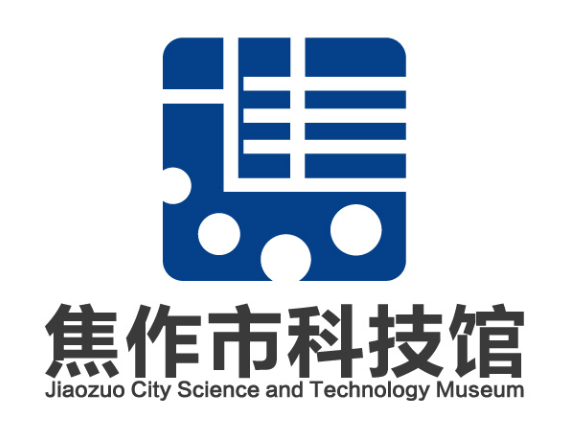 焦作市科技馆
Jiaozuo City Science and Technology Museum